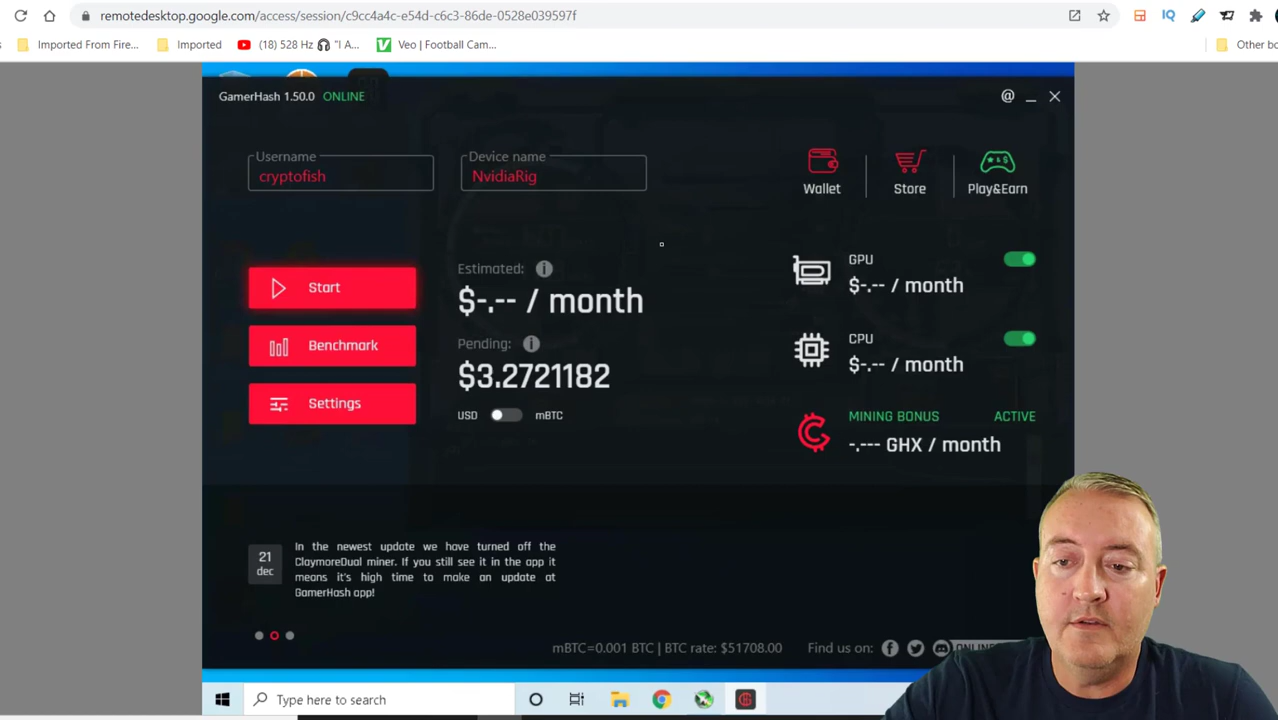 remotedesktop.google.com/access/session/c9cc4a4c-e54d-c6c3-86de-0528e039597f
IQ
Imported From Fire...
Imported
(18) 528 Hz 🎧 "I A...
Veo | Football Cam...
Other bo
GamerHash 1.50.0 ONLINE
@
Username
cryptofish
Device name
NvidiaRig
Wallet
Store
Play&Earn
Start
Benchmark
Settings
Estimated:
$-.-- / month
Pending:
$3.2721182
USD
mBTC
GPU
$-.-- / month
CPU
$-.-- / month
MINING BONUS ACTIVE
-.--- GHX / month
21
dec
In the newest update we have turned off the
ClaymoreDual miner. If you still see it in the app it
means it's high time to make an update at
GamerHash app!
mBTC=0.001 BTC | BTC rate: $51708.00
Find us on:
ONLINE
Type here to search